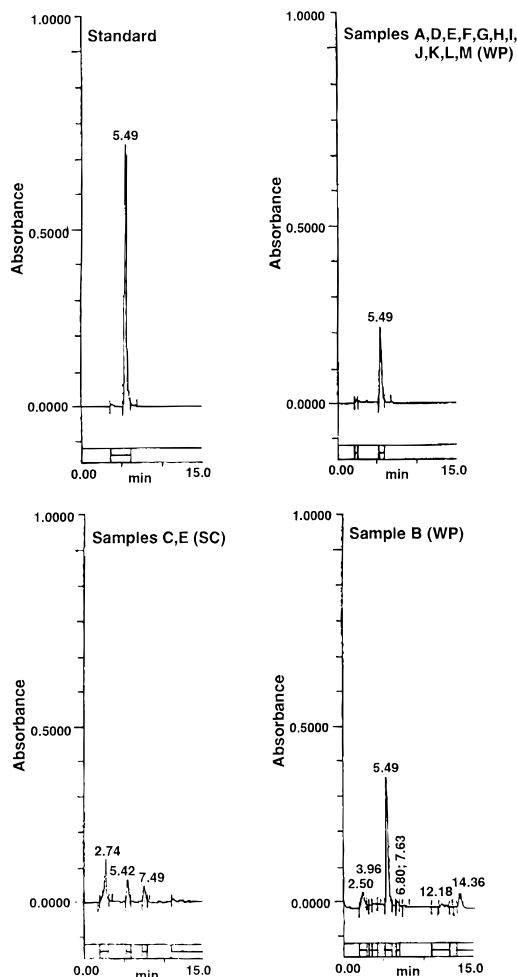 1.0000
Standard
5.49
Absorbance
0.5000
0.0000
0.00
min
15.0
1.0000
Samples A,D,E,F,G,H,I,
J,K,L,M (WP)
Absorbance
0.5000
5.49
0.0000
0.00
min
15.0
1.0000
Samples C,E (SC)
Absorbance
0.5000
2.74
5.42
7.49
0.0000
0.00
min
15.0
1.0000
Sample B (WP)
Absorbance
0.5000
5.49
3.96
2.50
6.80; 7.63
12.18
14.36
0.0000
0.00
min
15.0